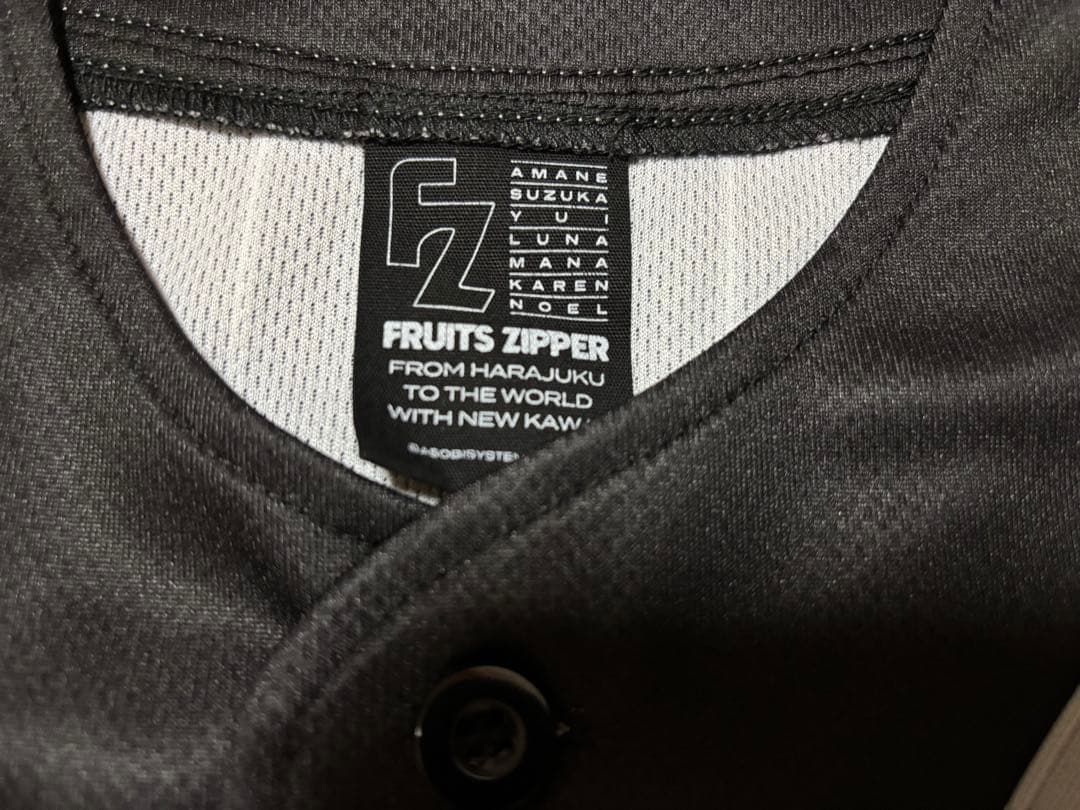 FZ
AMANE
SUZUKA
YUI
LUNA
MANA
KAREN
NOEL
FRUITS ZIPPER
FROM HARAJUKU
TO THE WORLD
WITH NEW